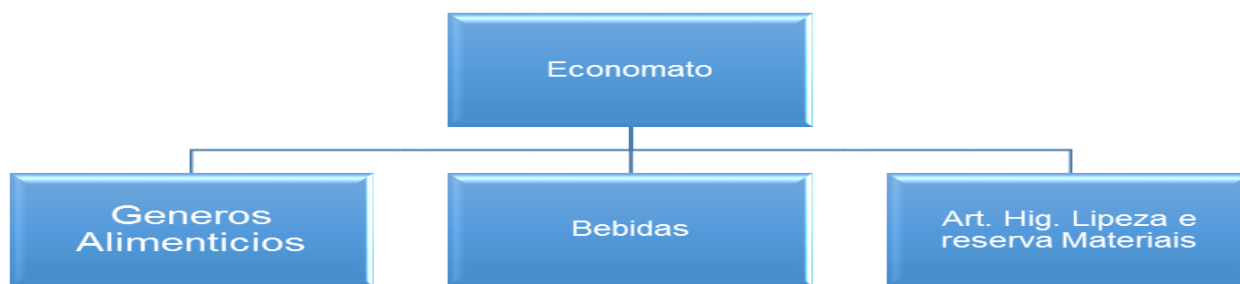 Economato
Generos
Alimenticios
Bebidas
Art. Hig. Lipeza e
reserva Materiais